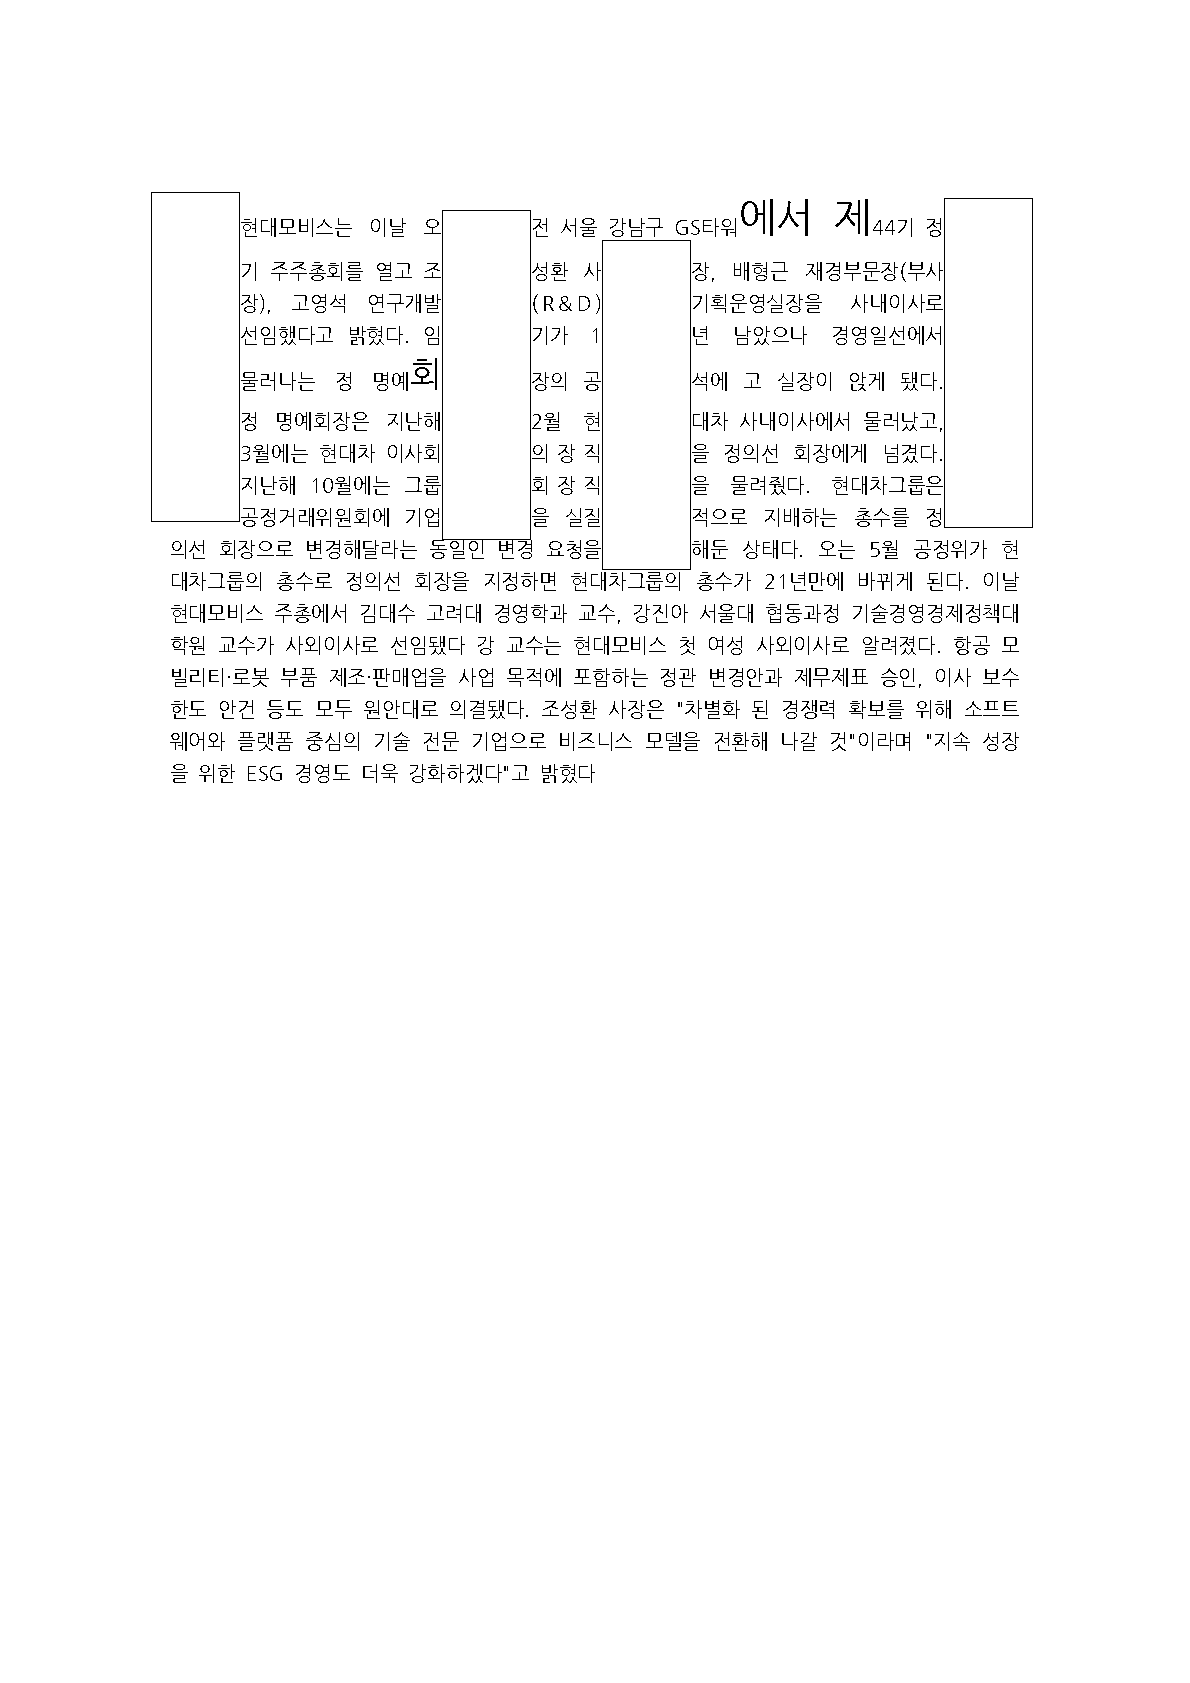 현대모비스는 이날 오전 서울 강남구 GS타워에서 제44기 정
기 주주총회를 열고 조성환 사장, 배형근 재경부문장(부사
장), 고영석 연구개발(R&D)기획운영실장을 사내이사로
선임했다고 밝혔다. 임기가 1년 남았으나 경영일선에서
물러나는 정 명예회장의 공석에 고 실장이 앉게 됐다.
정 명예회장은 지난해 2월 현대차 사내이사에서 물러났고,
3월에는 현대차 이사회의장직을 정의선 회장에게 넘겼다.
지난해 10월에는 그룹회장직을 물려줬다. 현대차그룹은
공정거래위원회에 기업을 실질적으로 지배하는 총수를 정
의선 회장으로 변경해달라는 동일인 변경 요청을해둔 상태다. 오는 5월 공정위가 현
대차그룹의 총수로 정의선 회장을 지정하면 현대차그룹의 총수가 21년만에 바뀌게 된다. 이날
현대모비스 주총에서 김대수 고려대 경영학과 교수, 강진아 서울대 협동과정 기술경영경제정책대
학원 교수가 사외이사로 선임됐다 강 교수는 현대모비스 첫 여성 사외이사로 알려졌다. 항공 모
빌리티·로봇 부품 제조·판매업을 사업 목적에 포함하는 정관 변경안과 제무제표 승인, 이사 보수
한도 안건 등도 모두 원안대로 의결됐다. 조성환 사장은 "차별화 된 경쟁력 확보를 위해 소프트
웨어와 플랫폼 중심의 기술 전문 기업으로 비즈니스 모델을 전환해 나갈 것"이라며 "지속 성장
을 위한 ESG 경영도 더욱 강화하겠다"고 밝혔다